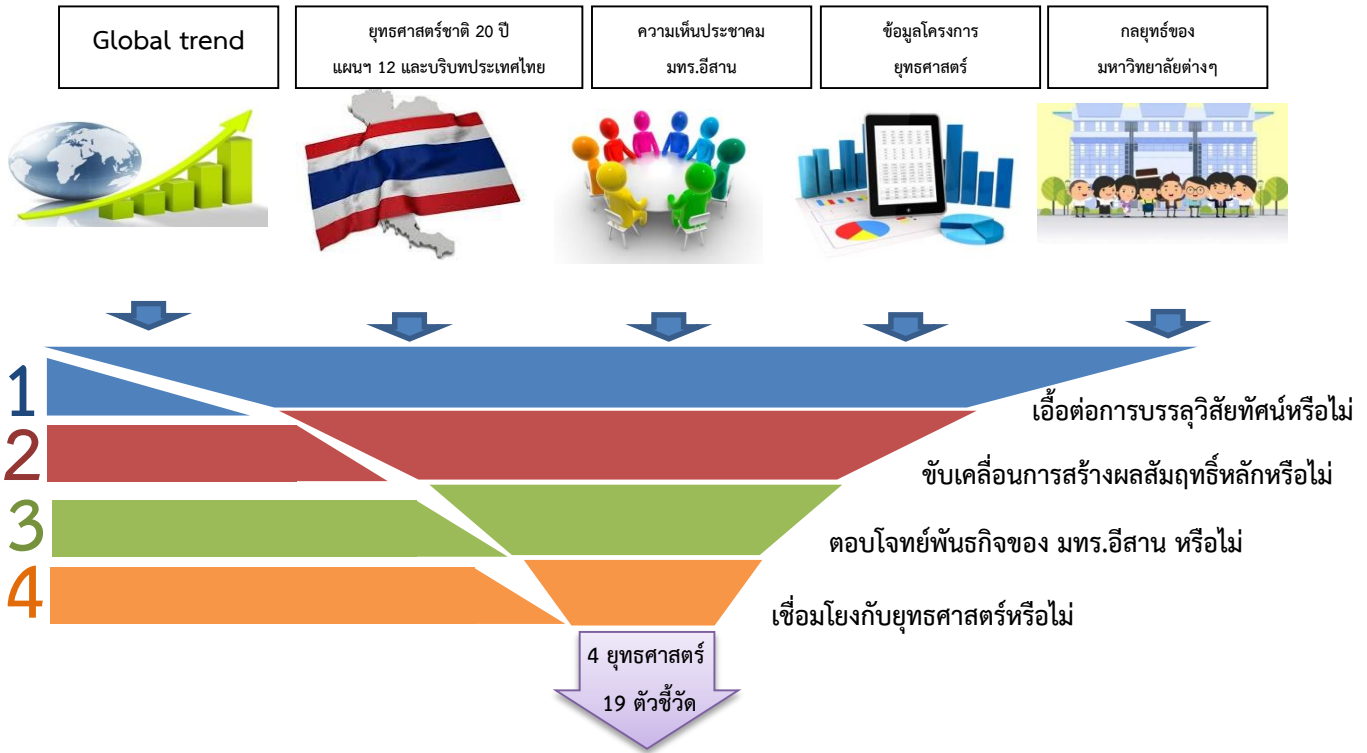 Global trend
ยุทธศาสตร์ชาติ 20 ปี
แผนฯ 12 และบริบทประเทศไทย
ความเห็นประชาคม
มทร.อีสาน
ข้อมูลโครงการ
ยุทธศาสตร์
กลยุทธ์ของ
มหาวิทยาลัยต่างๆ
1
เอื้อต่อการบรรลุวิสัยทัศน์หรือไม่
2
ขับเคลื่อนการสร้างผลสัมฤทธิ์หลักหรือไม่
3
ตอบโจทย์พันธกิจของ มทร.อีสาน หรือไม่
4
เชื่อมโยงกับยุทธศาสตร์หรือไม่
4 ยุทธศาสตร์
19 ตัวชี้วัด